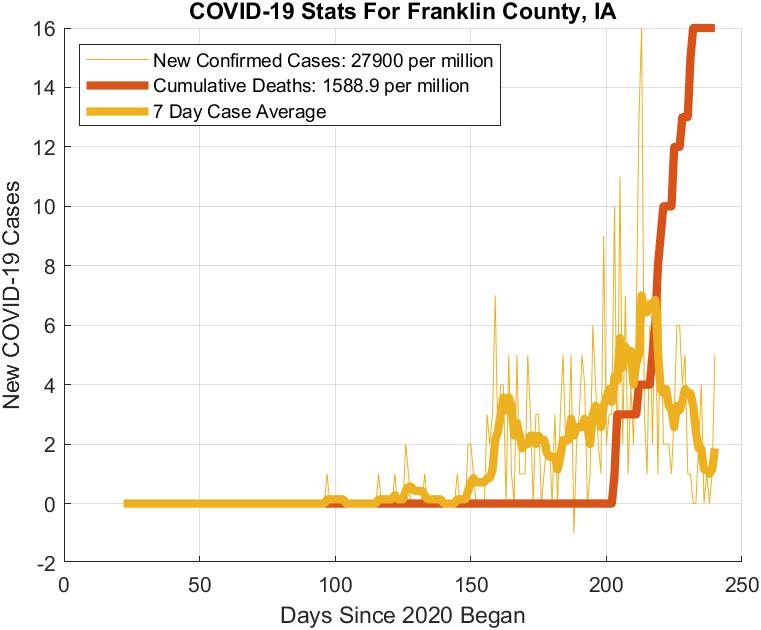 COVID-19 Stats For Franklin County, IA
New Confirmed Cases: 27900 per million
Cumulative Deaths: 1588.9 per million
7 Day Case Average
New COVID-19 Cases
16
14
12
10
8
6
4
2
0
-2
0 50 100 150 200 250
Days Since 2020 Began